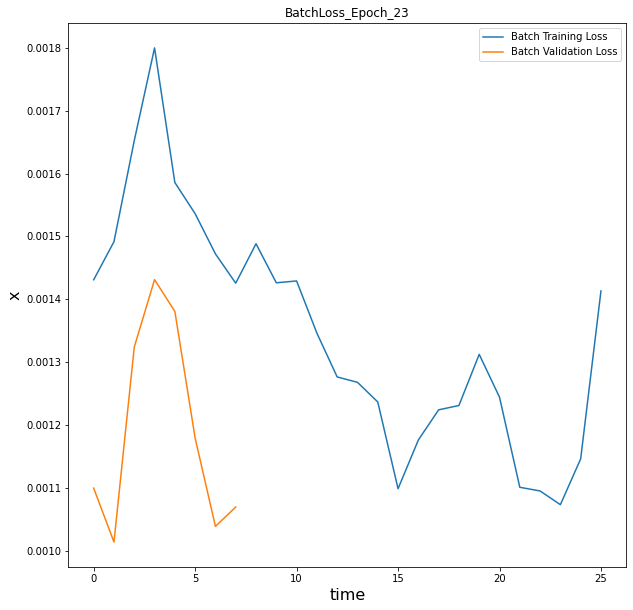 BatchLoss_Epoch_23
Batch Training Loss
Batch Validation Loss
0.0018
0.0017
0.0016
0.0015
0.0014
0.0013
0.0012
0.0011
0.0010
x
0 5 10 15 20 25
time